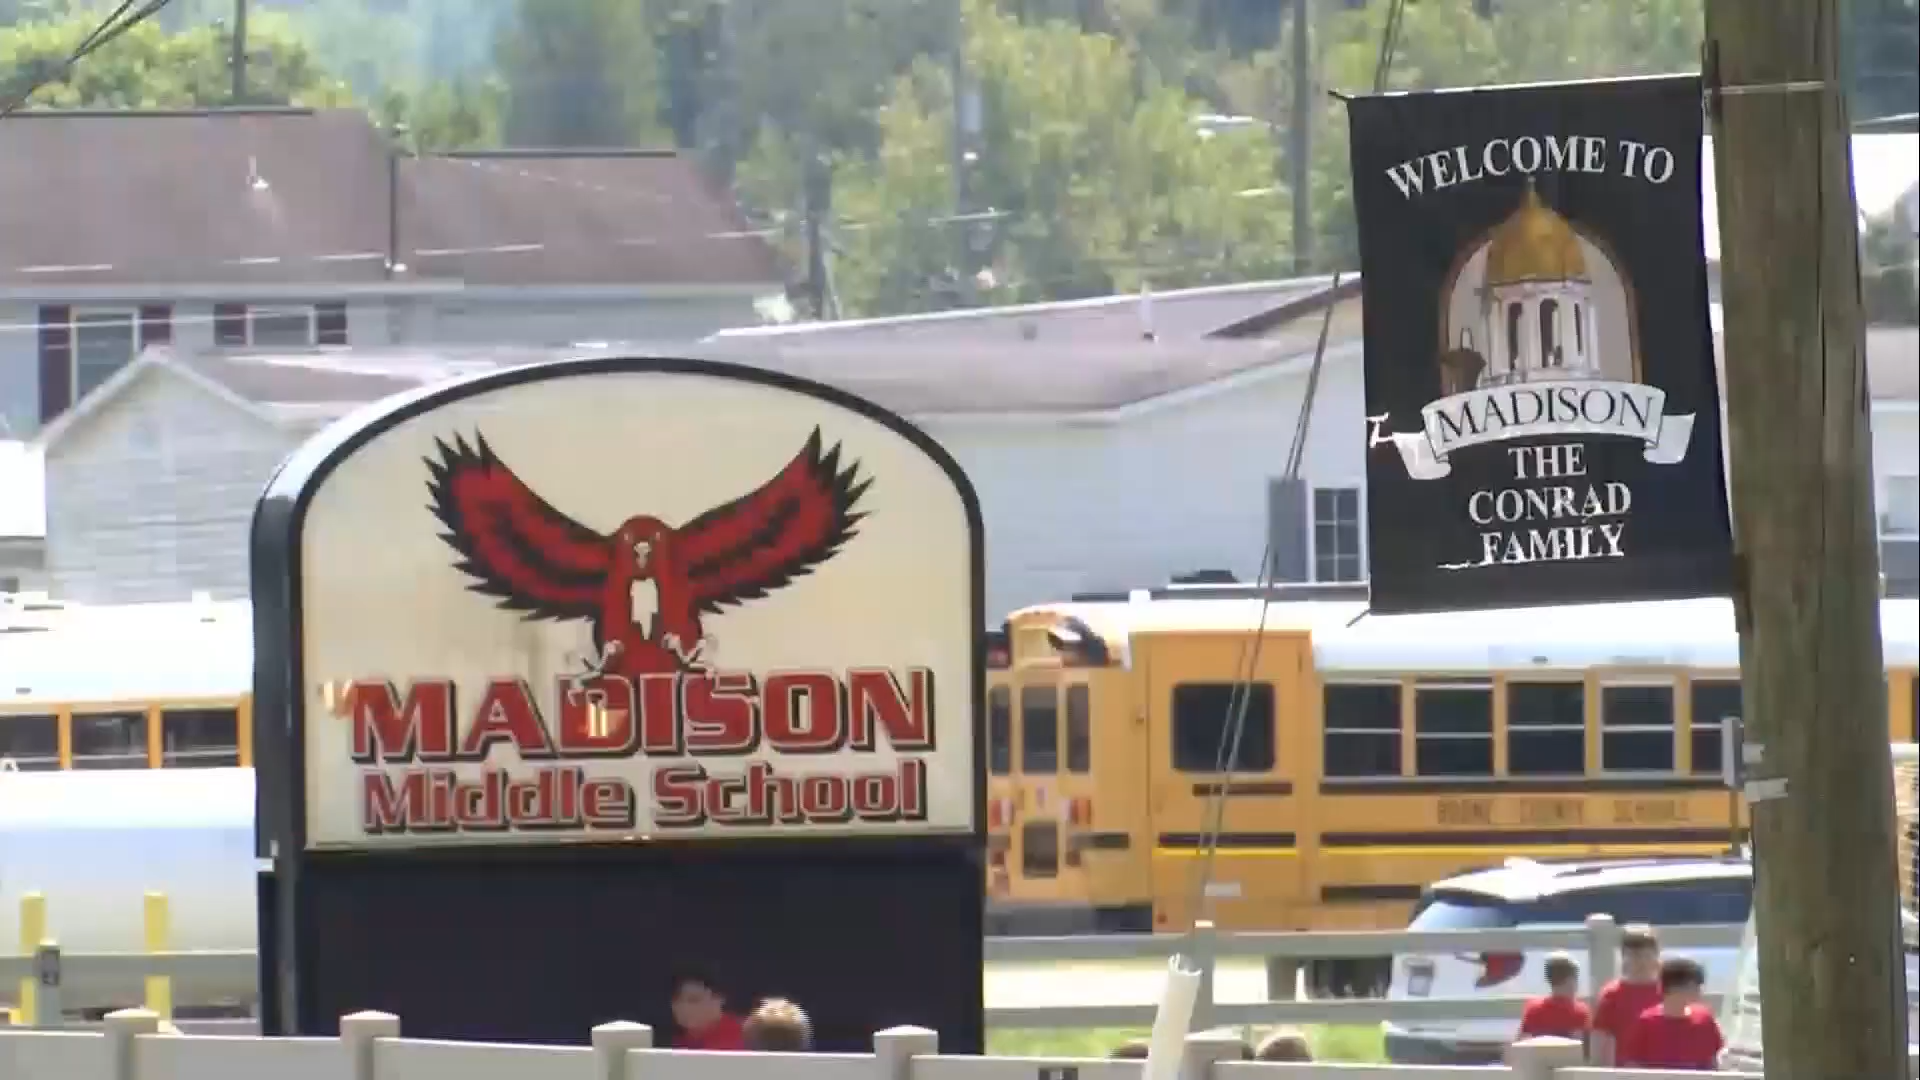 MADISON
Middle School
WELCOME TO
MADISON
THE
CONRAD
FAMILY
BOONE COUNTY SCHOOLS